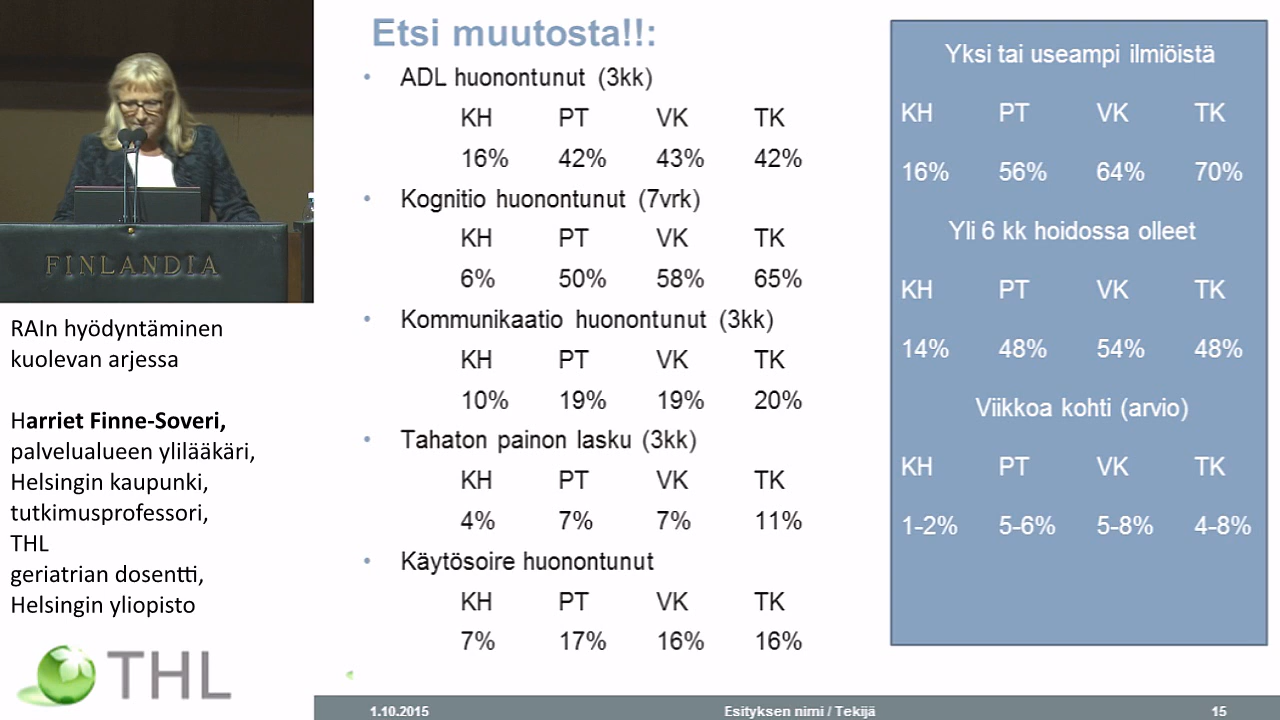 FINLANDIA
RAIn hyödyntäminen
kuolevan arjessa
Harriet Finne-Soveri,
palvelualueen ylilääkäri,
Helsingin kaupunki,
tutkimusprofessori,
THL
geriatrian dosentti,
Helsingin yliopisto
THL
Etsi muutosta!!:
• ADL huonontunut (3kk)
KH PT VK TK
16% 42% 43% 42%
• Kognitio huonontunut (7vrk)
KH PT VK TK
6% 50% 58% 65%
• Kommunikaatio huonontunut (3kk)
KH PT VK TK
10% 19% 19% 20%
• Tahaton painon lasku (3kk)
KH PT VK TK
4% 7% 7% 11%
• Käytösoire huonontunut
KH PT VK TK
7% 17% 16% 16%
Yksi tai useampi ilmiöistä
KH PT VK TK
16% 56% 64% 70%
Yli 6 kk hoidossa olleet
KH PT VK TK
14% 48% 54% 48%
Viikkoa kohti (arvio)
KH PT VK TK
1-2% 5-6% 5-8% 4-8%
1.10.2015 Esityksen nimi / Tekijä 15